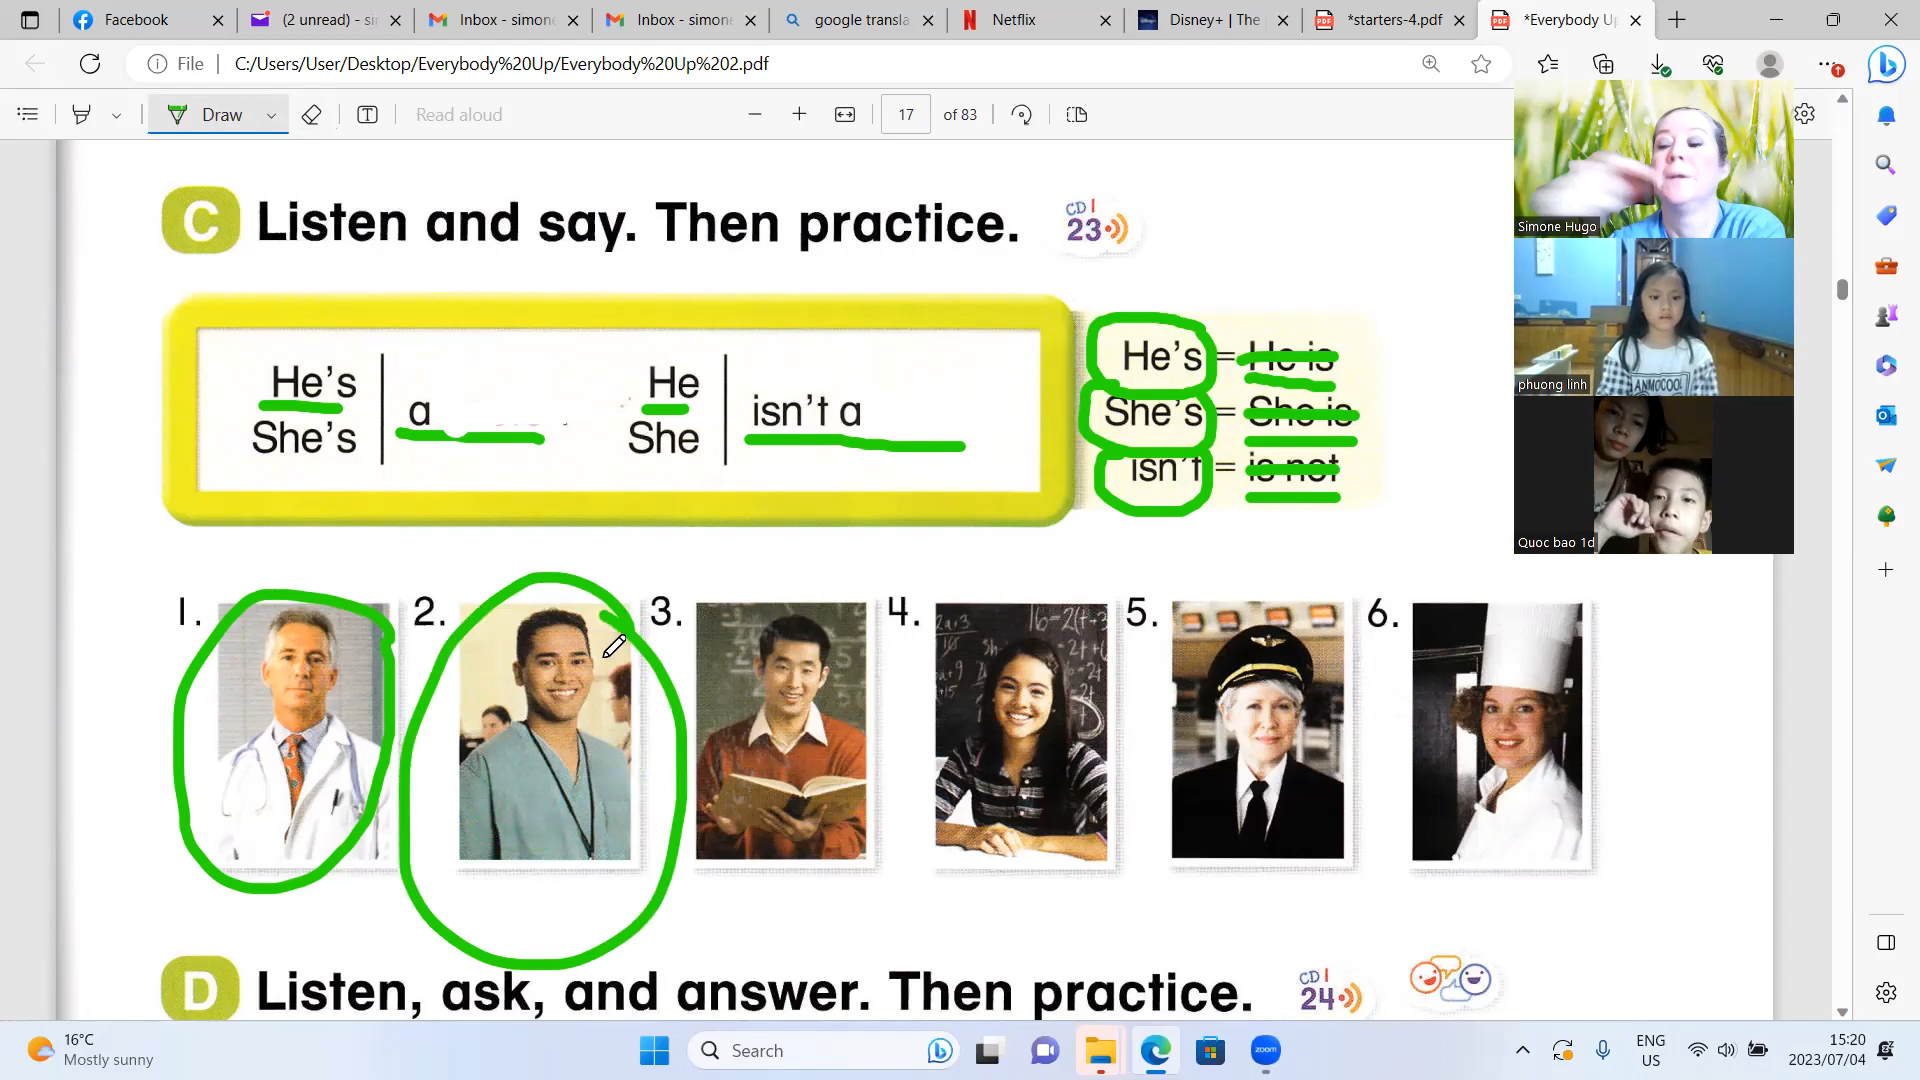 Facebook
(2 unread) - si
Inbox - simon
Inbox - simon
google transla
Netflix
Disney+ | The
*starters-4.pdf
*Everybody Up
File
C:/Users/User/Desktop/Everybody%20Up/Everybody%20Up%202.pdf
Draw
Read aloud
17
of 83
C Listen and say. Then practice.
CD 1
23
He's
She's
a
He
She
isn't a
He's = He is
She's = She is
isn't = is not
Simone Hugo
phuong linh
Quoc bao 1d
1.
2.
3.
4.
5.
6.
D Listen, ask, and answer. Then practice.
CD 1
24
16°C
Mostly sunny
Search
zoom
ENG
US
15:20
2023/07/04